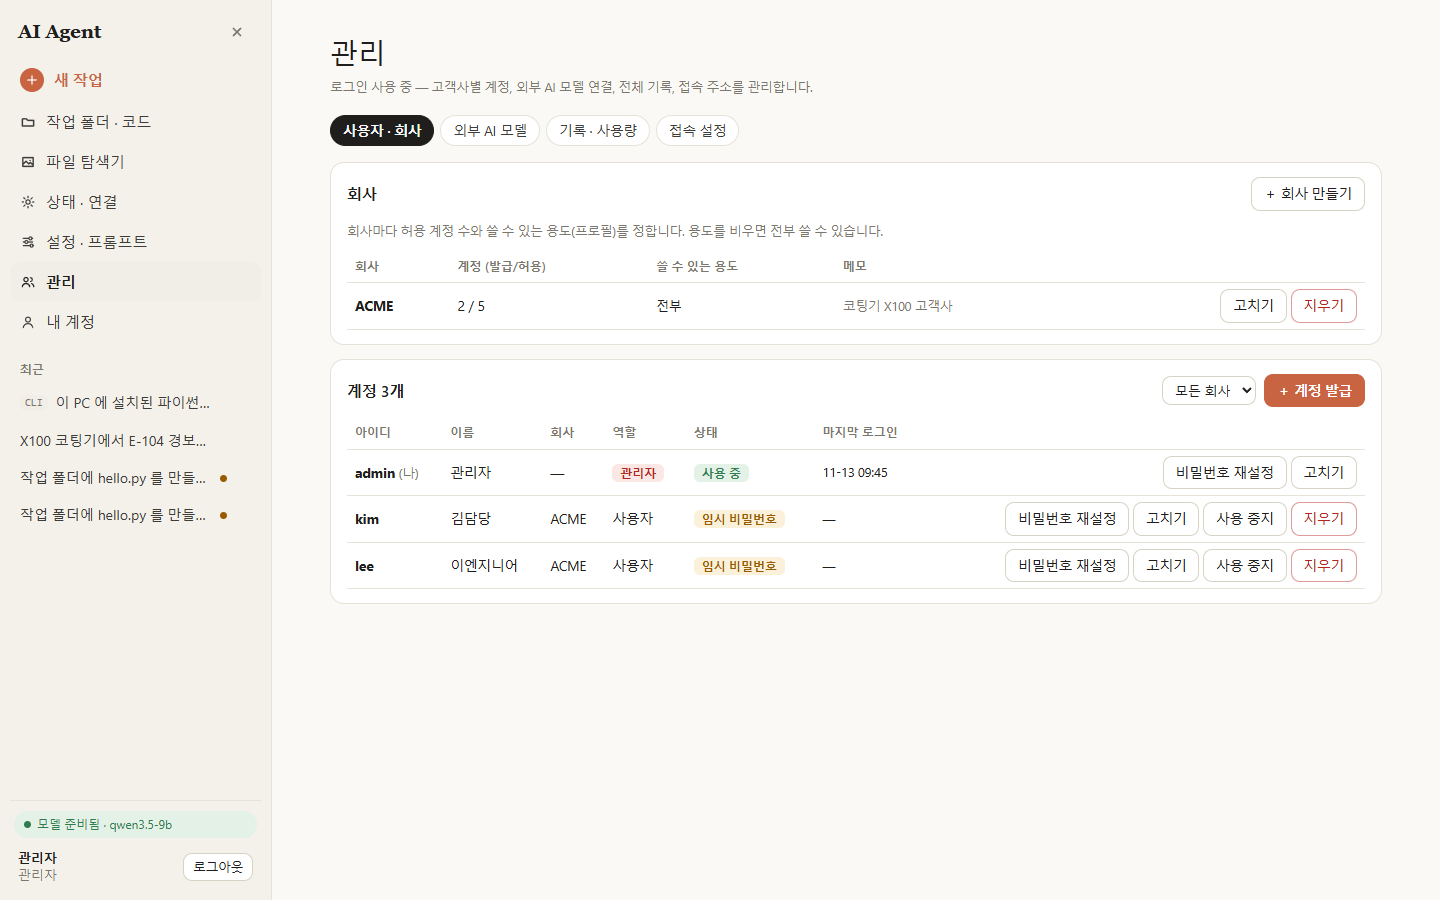 AI Agent ×
+ 새 작업
작업 폴더 · 코드
파일 탐색기
상태 · 연결
설정 · 프롬프트
관리
내 계정
최근
CLI 이 PC 에 설치된 파이썬...
X100 코팅기에서 E-104 경보...
작업 폴더에 hello.py 를 만들...
작업 폴더에 hello.py 를 만들...
모델 준비됨 · qwen3.5-9b
관리자
관리자
로그아웃
관리
로그인 사용 중 — 고객사별 계정, 외부 AI 모델 연결, 전체 기록, 접속 주소를 관리합니다.
사용자 · 회사 외부 AI 모델 기록 · 사용량 접속 설정
회사 + 회사 만들기
회사마다 허용 계정 수와 쓸 수 있는 용도(프로필)를 정합니다. 용도를 비우면 전부 쓸 수 있습니다.
회사 계정 (발급/허용) 쓸 수 있는 용도 메모
ACME 2 / 5 전부 코팅기 X100 고객사 고치기 지우기
계정 3개 모든 회사 + 계정 발급
아이디 이름 회사 역할 상태 마지막 로그인
admin (나) 관리자 — 관리자 사용 중 11-13 09:45 비밀번호 재설정 고치기
kim 김담당 ACME 사용자 임시 비밀번호 — 비밀번호 재설정 고치기 사용 중지 지우기
lee 이엔지니어 ACME 사용자 임시 비밀번호 — 비밀번호 재설정 고치기 사용 중지 지우기